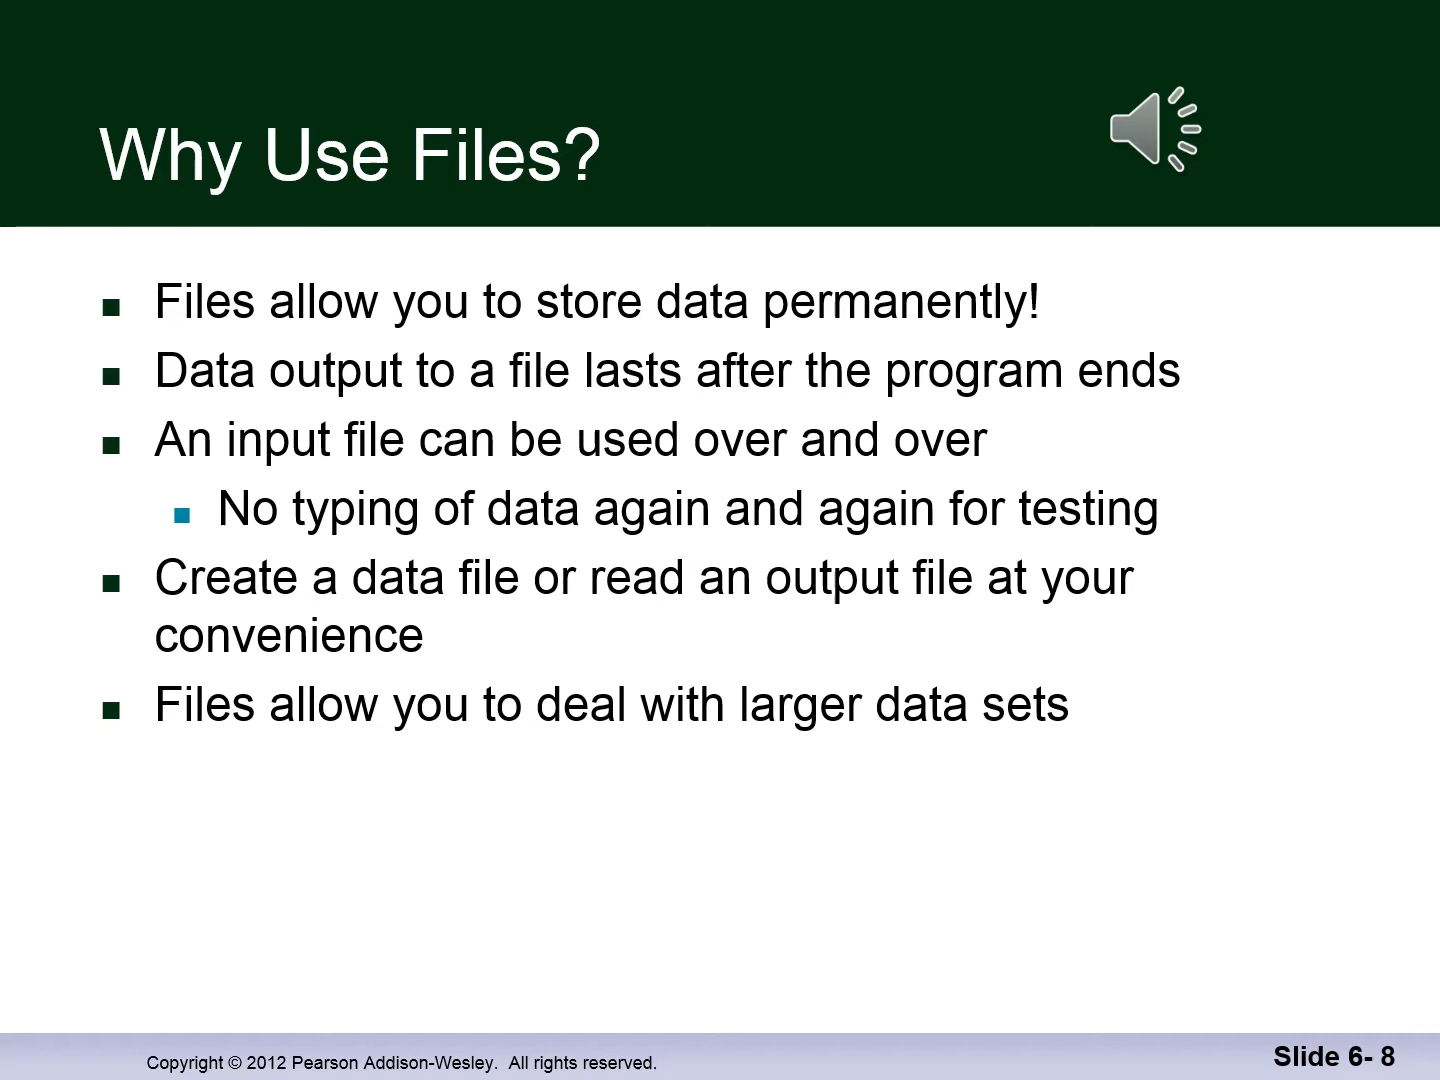 Why Use Files?
Files allow you to store data permanently!
Data output to a file lasts after the program ends
An input file can be used over and over
No typing of data again and again for testing
Create a data file or read an output file at your
convenience
Files allow you to deal with larger data sets
Copyright © 2012 Pearson Addison-Wesley.  All rights reserved.
Slide 6- 8